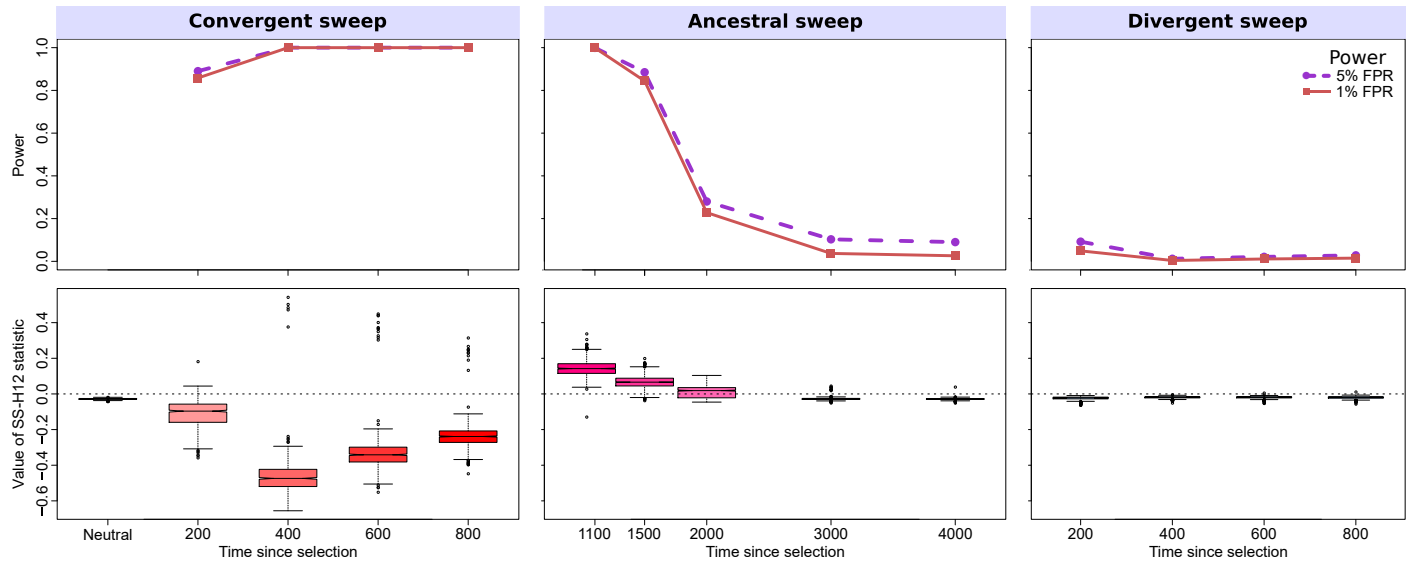 Convergent sweep
Ancestral sweep
Divergent sweep
Power
0.0 0.2 0.4 0.6 0.8 1.0
Power
5% FPR
1% FPR
Value of SS-H12 statistic
−0.6 −0.4 −0.2 0.0 0.2 0.4
Neutral 200 400 600 800
Time since selection
1100 1500 2000 3000 4000
Time since selection
200 400 600 800
Time since selection